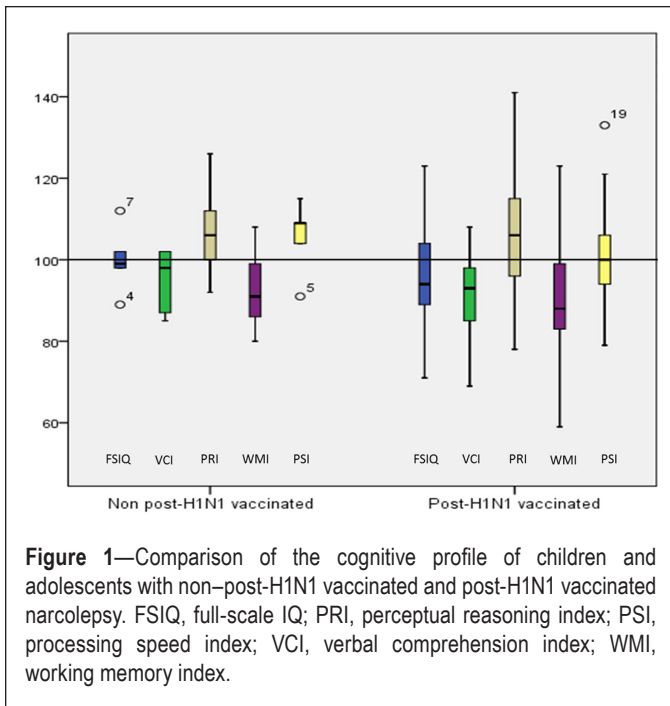 140
120
100
80
60
7
4
5
19
FSIQ VCI PRI WMI PSI FSIQ VCI PRI WMI PSI
Non post-H1N1 vaccinated Post-H1N1 vaccinated
Figure 1—Comparison of the cognitive profile of children and
adolescents with non–post-H1N1 vaccinated and post-H1N1 vaccinated
narcolepsy. FSIQ, full-scale IQ; PRI, perceptual reasoning index; PSI,
processing speed index; VCI, verbal comprehension index; WMI,
working memory index.